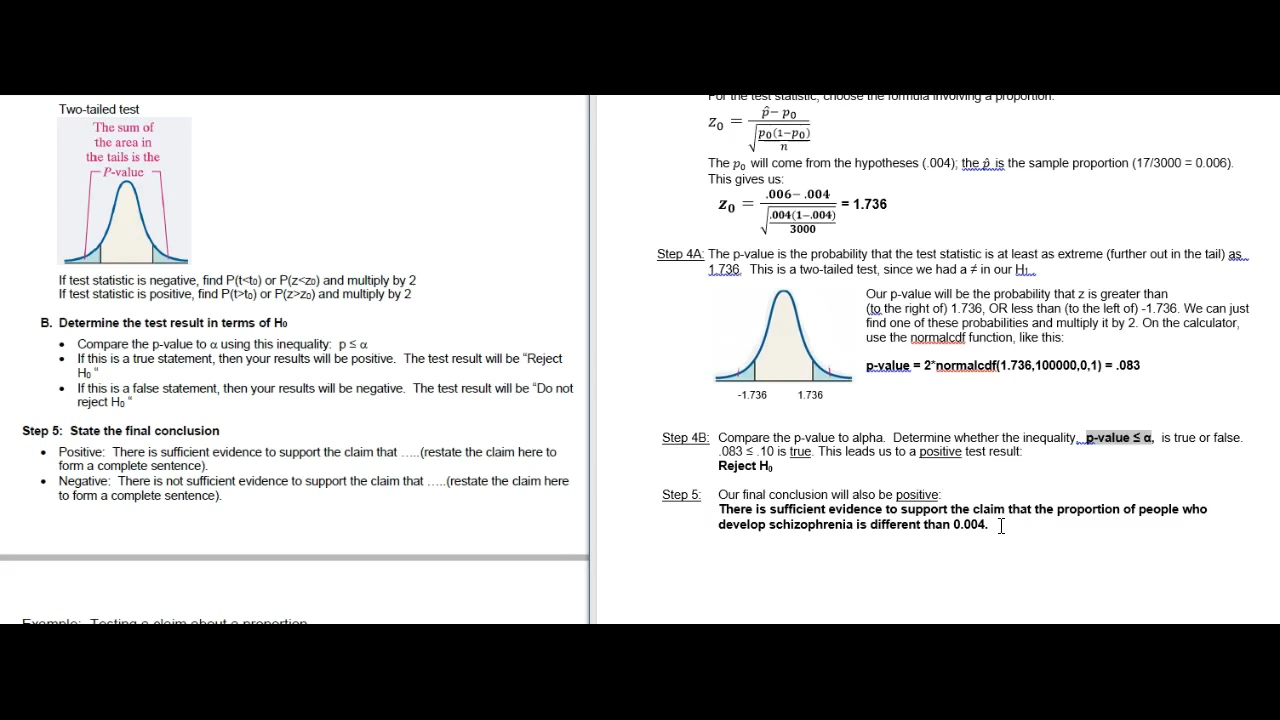 Two-tailed test
The sum of
the area in
the tails is the
P-value
If test statistic is negative, find P(t<t₀) or P(z<z₀) and multiply by 2
If test statistic is positive, find P(t>t₀) or P(z>z₀) and multiply by 2
B. Determine the test result in terms of H₀
• Compare the p-value to α using this inequality: p ≤ α
• If this is a true statement, then your results will be positive. The test result will be “Reject
H₀ “
• If this is a false statement, then your results will be negative. The test result will be “Do not
reject H₀ “
Step 5: State the final conclusion
• Positive: There is sufficient evidence to support the claim that …..(restate the claim here to
form a complete sentence).
• Negative: There is not sufficient evidence to support the claim that …..(restate the claim here
to form a complete sentence).
Example: Testing a claim about a proportion
For the test statistic, choose the formula involving a proportion.
z₀ = (p̂ − p₀) / √(p₀(1−p₀) / n)
The p₀ will come from the hypotheses (.004); the p̂ is the sample proportion (17/3000 = 0.006).
This gives us:
z₀ = (.006− .004) / √(.004(1−.004) / 3000) = 1.736
Step 4A: The p-value is the probability that the test statistic is at least as extreme (further out in the tail) as
1.736. This is a two-tailed test, since we had a ≠ in our H₁.
Our p-value will be the probability that z is greater than
(to the right of) 1.736, OR less than (to the left of) -1.736. We can just
find one of these probabilities and multiply it by 2. On the calculator,
use the normalcdf function, like this:
p-value = 2*normalcdf(1.736,100000,0,1) = .083
-1.736 1.736
Step 4B: Compare the p-value to alpha. Determine whether the inequality, p-value ≤ α, is true or false.
.083 ≤ .10 is true. This leads us to a positive test result:
Reject H₀
Step 5: Our final conclusion will also be positive:
There is sufficient evidence to support the claim that the proportion of people who
develop schizophrenia is different than 0.004.